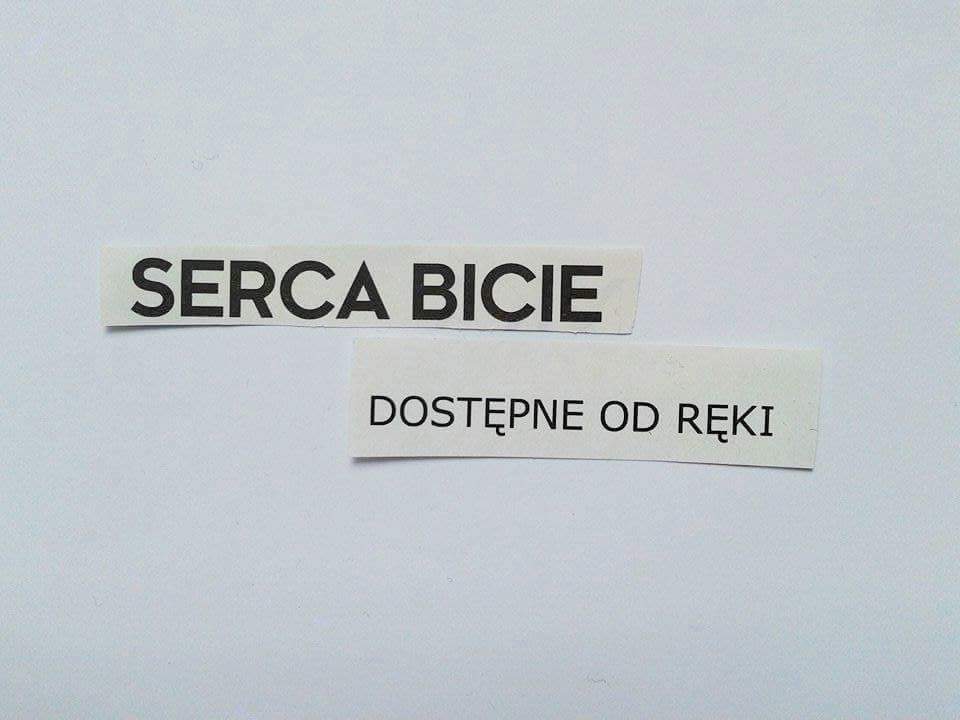 SERCA BICIE
DOSTĘPNE OD RĘKI